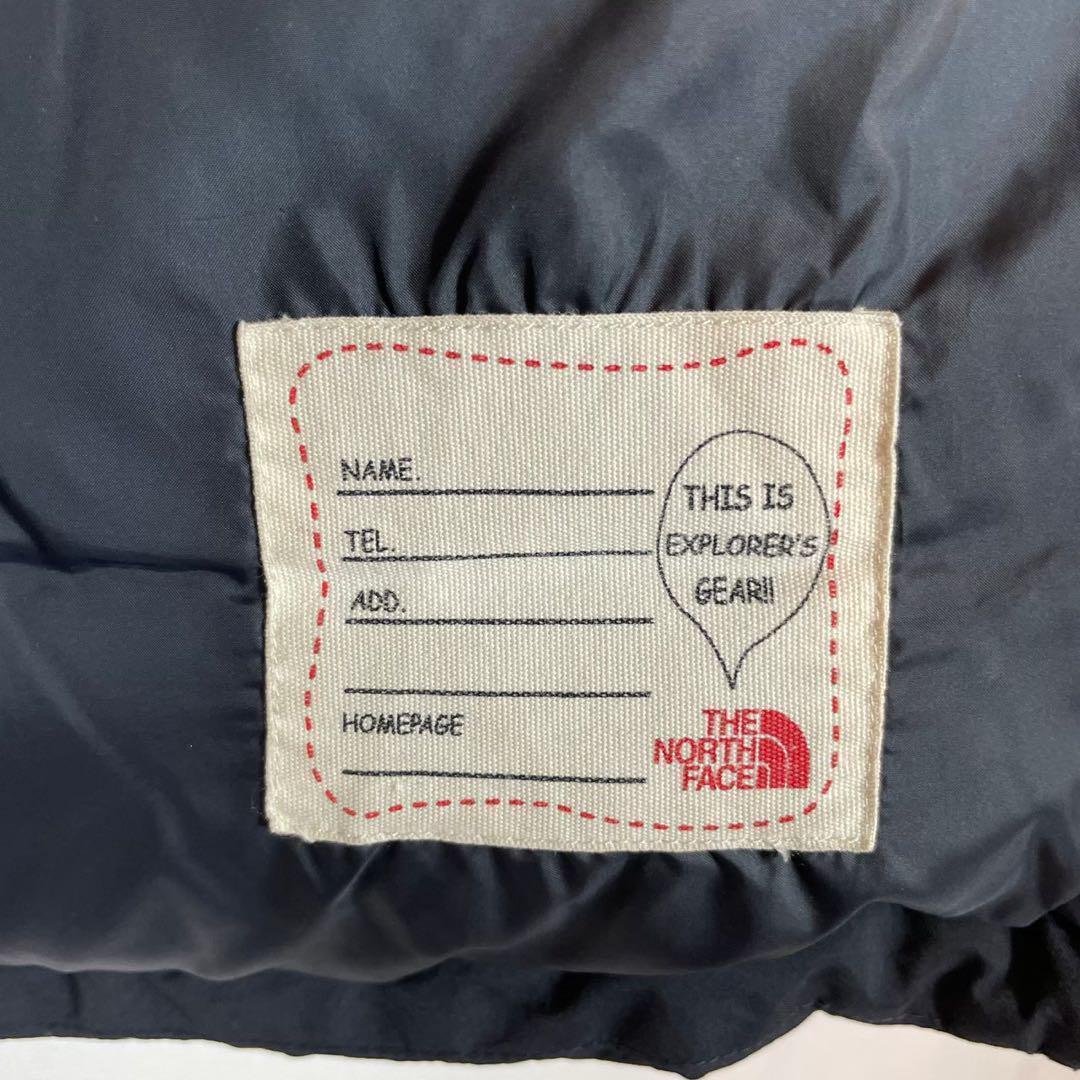 NAME.
TEL.
ADD.
HOMEPAGE
THIS IS
EXPLORER'S
GEAR!!
THE
NORTH
FACE